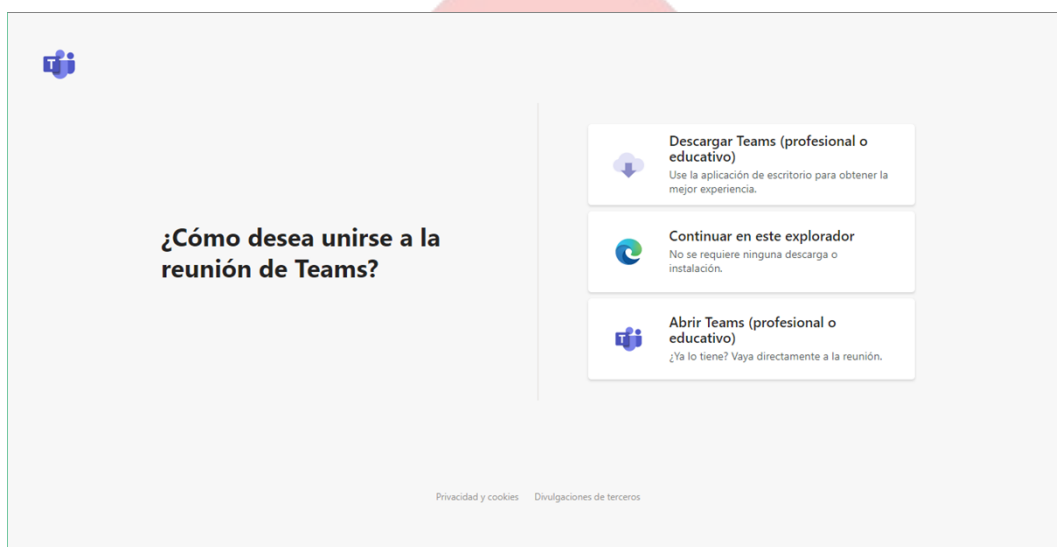 ¿Cómo desea unirse a la
reunión de Teams?
Descargar Teams (profesional o
educativo)
Use la aplicación de escritorio para obtener la
mejor experiencia.
Continuar en este explorador
No se requiere ninguna descarga o
instalación.
Abrir Teams (profesional o
educativo)
¿Ya lo tiene? Vaya directamente a la reunión.
Privacidad y cookies Divulgaciones de terceros